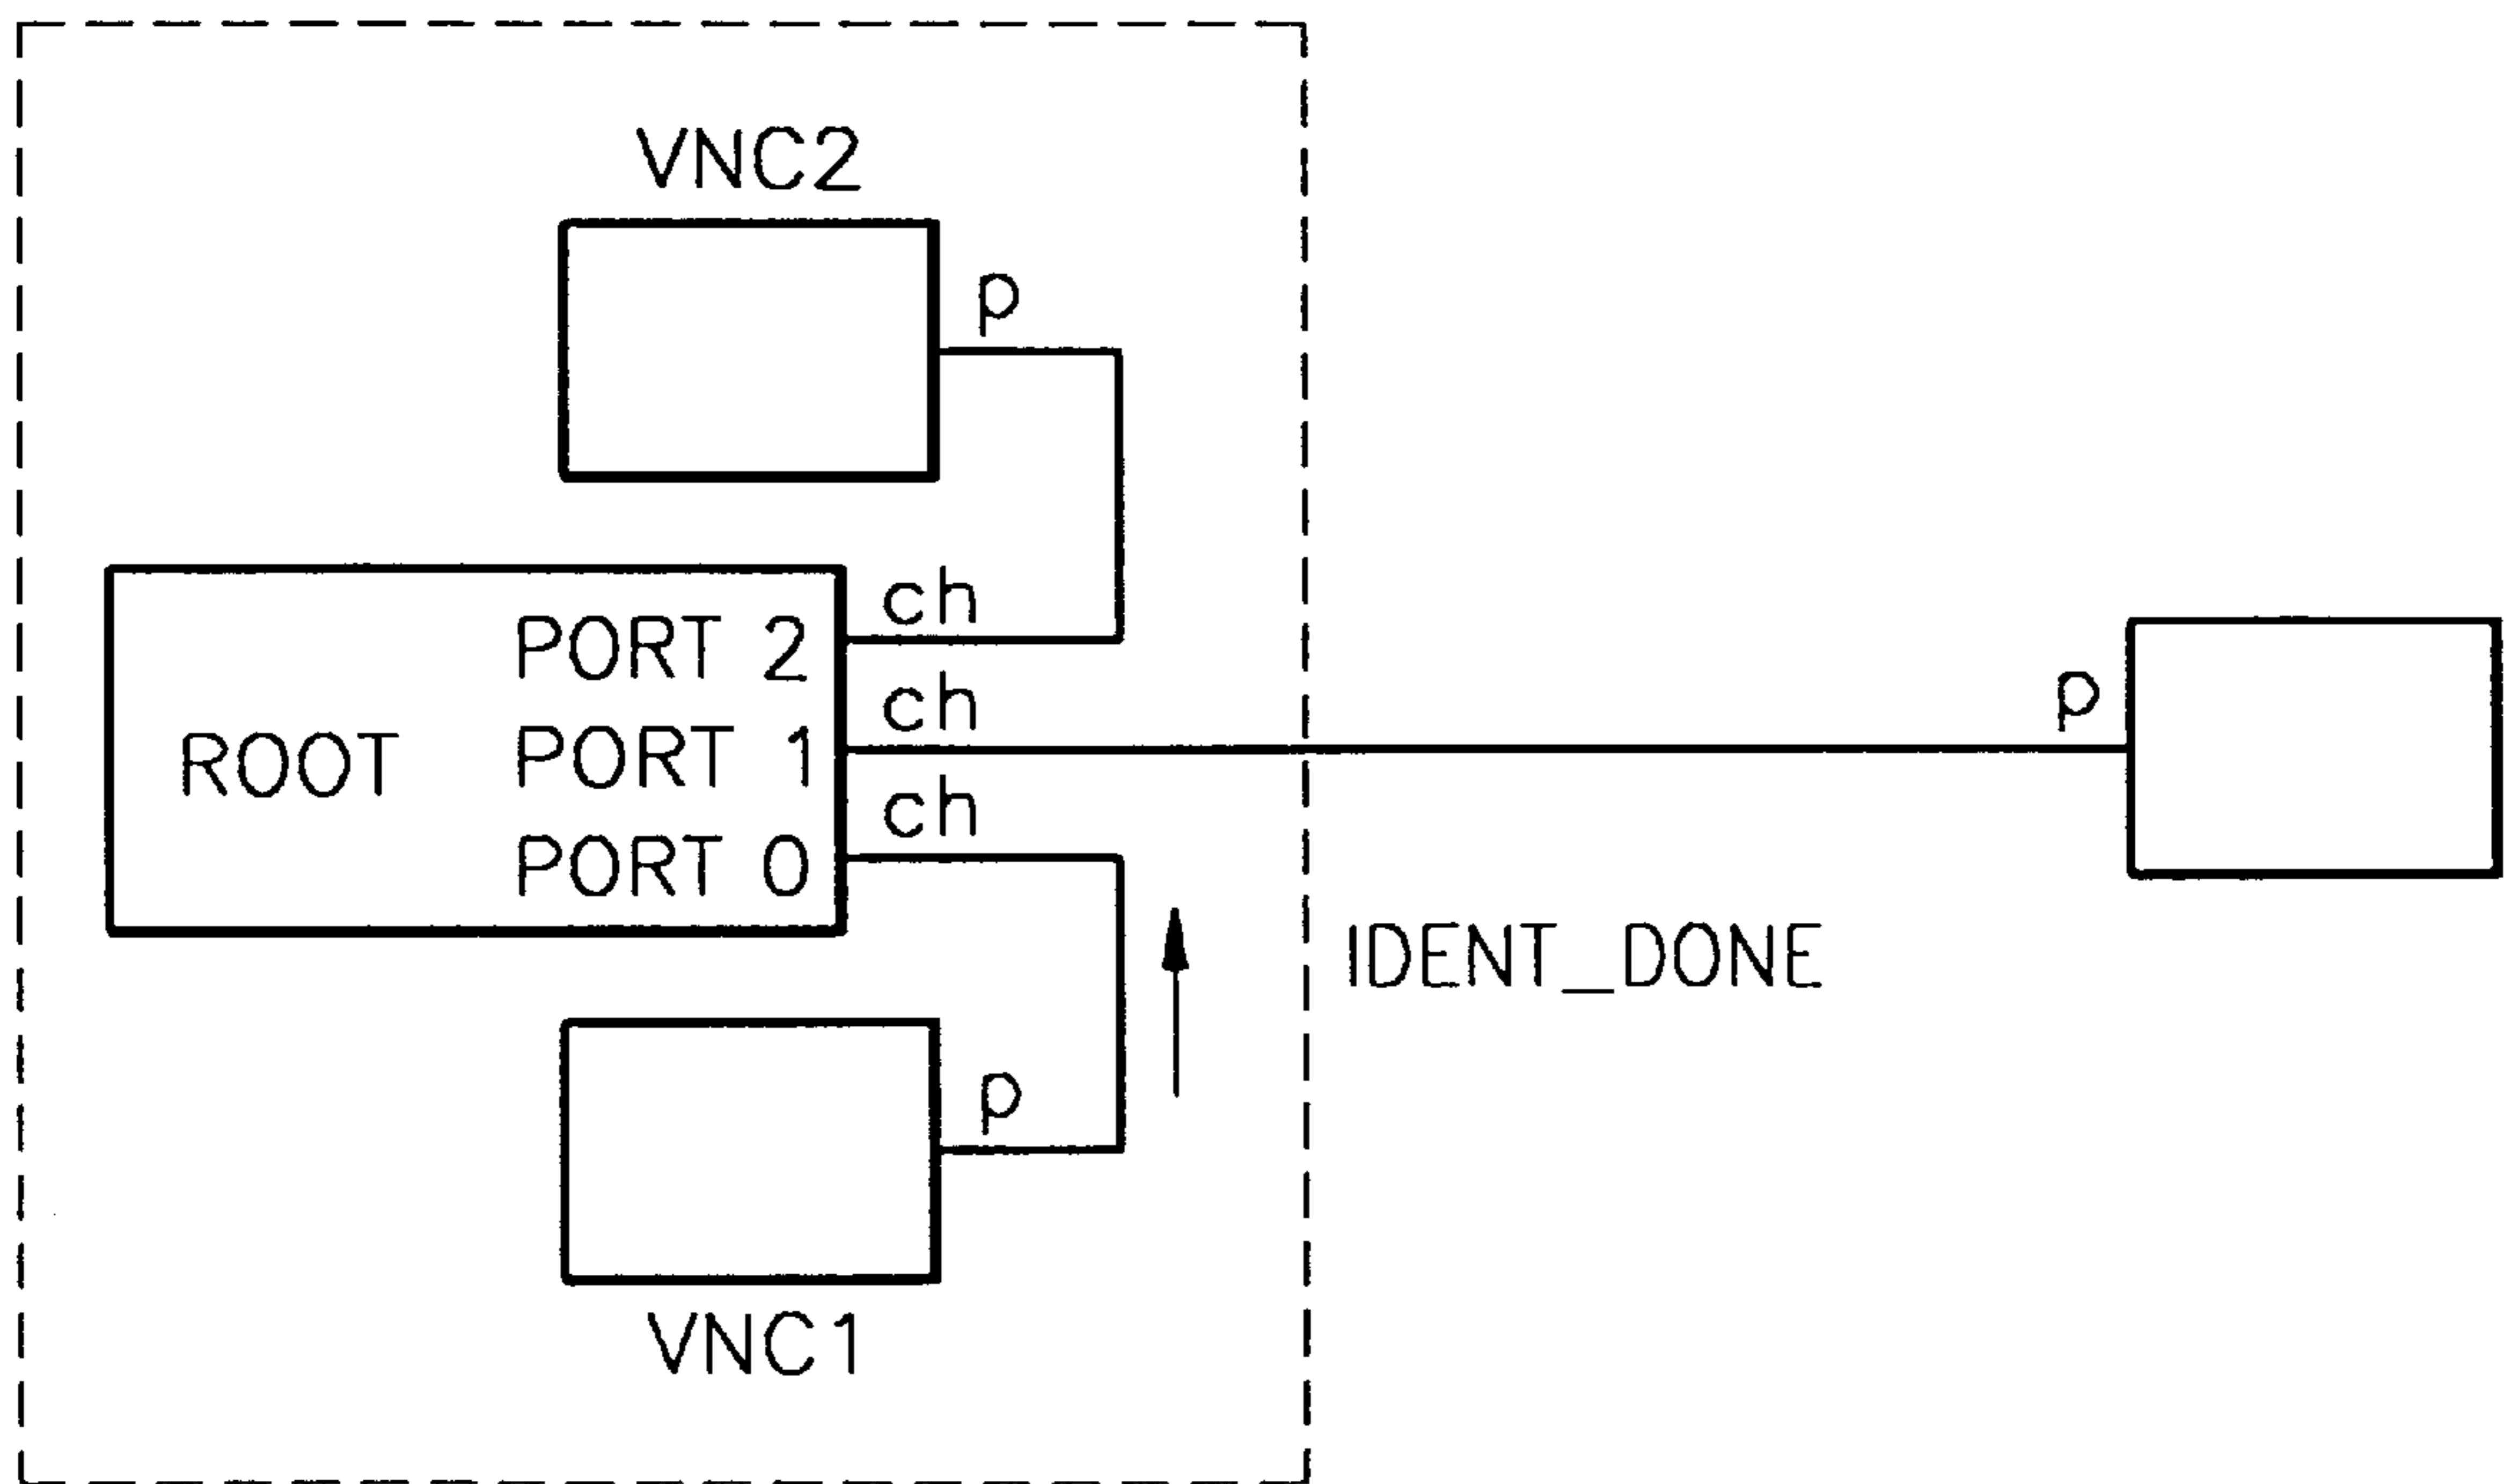 VNC2
p
ch
PORT 2
ch
p
ROOT PORT 1
ch
PORT 0
IDENT_DONE
p
VNC1